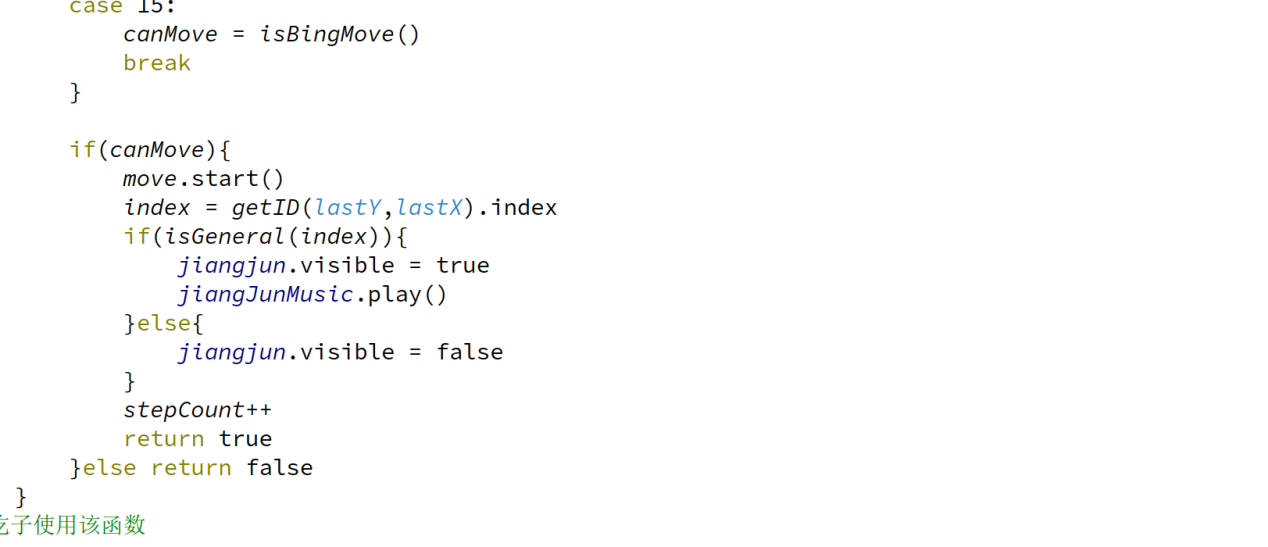 case 15:
canMove = isBingMove()
break
}
if(canMove){
move.start()
index = getID(lastY,lastX).index
if(isGeneral(index)){
jiangjun.visible = true
jiangJunMusic.play()
}else{
jiangjun.visible = false
}
stepCount++
return true
}else return false
}
吃子使用该函数